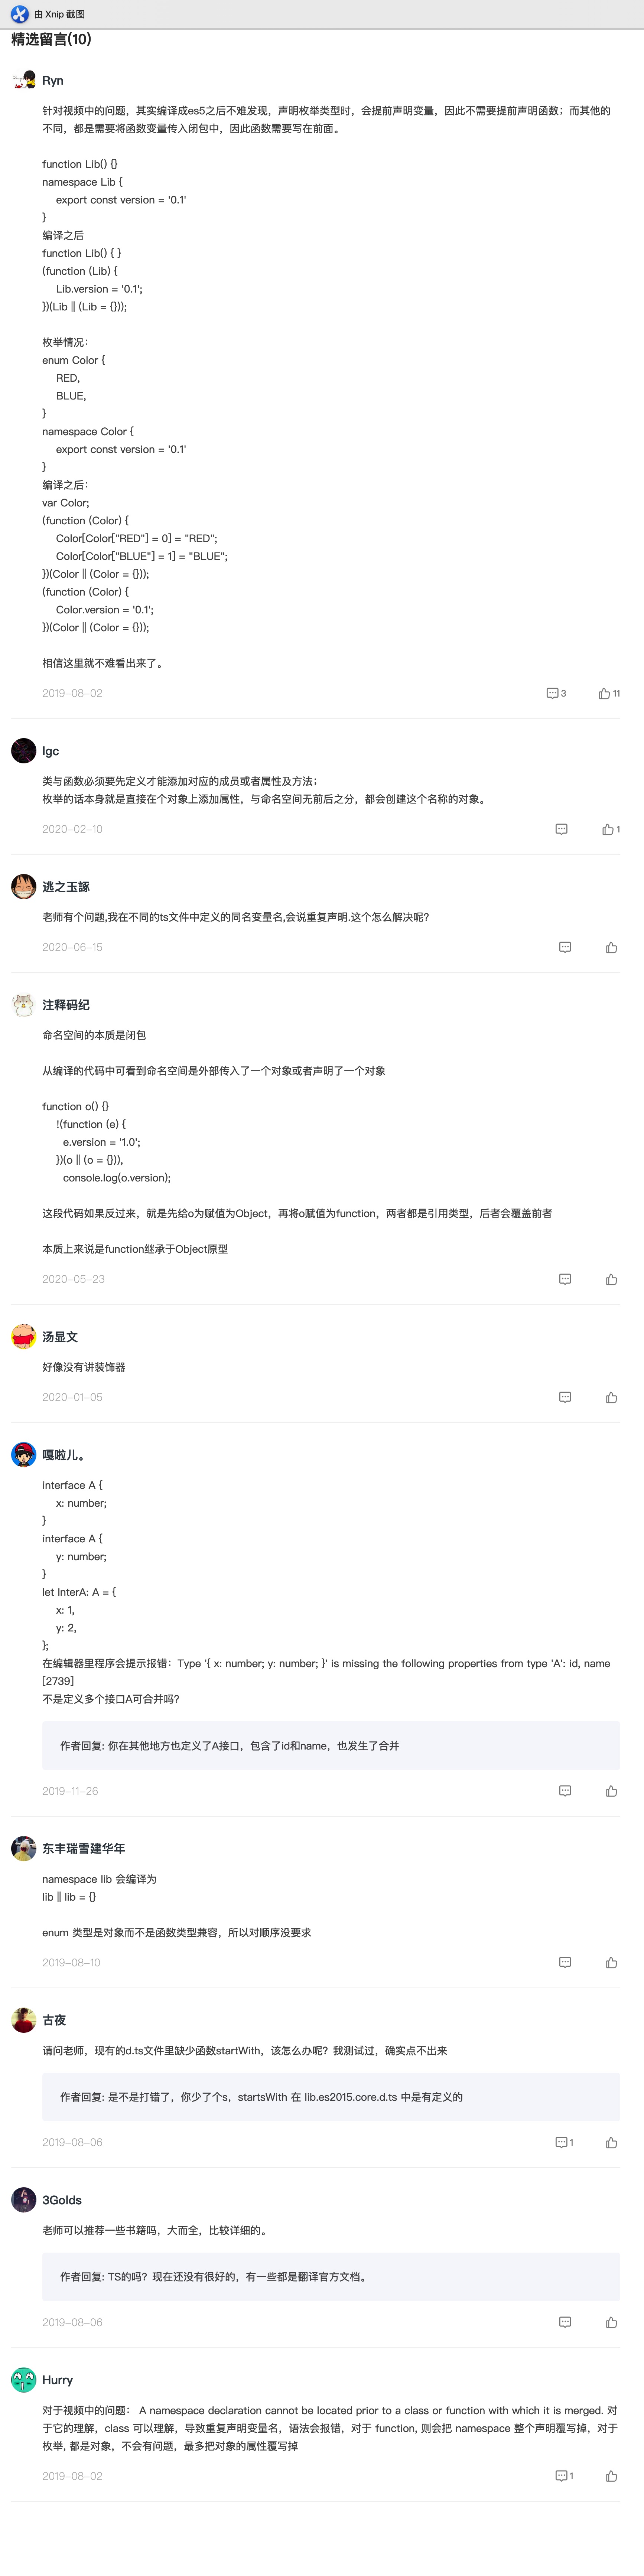 由 Xnip 截图
精选留言(10)
Ryn
针对视频中的问题，其实编译成es5之后不难发现，声明枚举类型时，会提前声明变量，因此不需要提前声明函数；而其他的
不同，都是需要将函数变量传入闭包中，因此函数需要写在前面。
function Lib() {}
namespace Lib {
export const version = '0.1'
}
编译之后
function Lib() { }
(function (Lib) {
Lib.version = '0.1';
})(Lib || (Lib = {}));
枚举情况：
enum Color {
RED,
BLUE,
}
namespace Color {
export const version = '0.1'
}
编译之后：
var Color;
(function (Color) {
Color[Color["RED"] = 0] = "RED";
Color[Color["BLUE"] = 1] = "BLUE";
})(Color || (Color = {}));
(function (Color) {
Color.version = '0.1';
})(Color || (Color = {}));
相信这里就不难看出来了。
2019-08-02 3 11
lgc
类与函数必须要先定义才能添加对应的成员或者属性及方法；
枚举的话本身就是直接在个对象上添加属性，与命名空间无前后之分，都会创建这个名称的对象。
2020-02-10 1
逃之玉豚
老师有个问题,我在不同的ts文件中定义的同名变量名,会说重复声明.这个怎么解决呢?
2020-06-15
注释码纪
命名空间的本质是闭包
从编译的代码中可看到命名空间是外部传入了一个对象或者声明了一个对象
function o() {}
!(function (e) {
e.version = '1.0';
})(o || (o = {})),
console.log(o.version);
这段代码如果反过来，就是先给o为赋值为Object，再将o赋值为function，两者都是引用类型，后者会覆盖前者
本质上来说是function继承于Object原型
2020-05-23
汤显文
好像没有讲装饰器
2020-01-05
嘎啦儿。
interface A {
x: number;
}
interface A {
y: number;
}
let InterA: A = {
x: 1,
y: 2,
};
在编辑器里程序会提示报错：Type '{ x: number; y: number; }' is missing the following properties from type 'A': id, name
[2739]
不是定义多个接口A可合并吗?
作者回复: 你在其他地方也定义了A接口，包含了id和name，也发生了合并
2019-11-26
东丰瑞雪建华年
namespace lib 会编译为
lib || lib = {}
enum 类型是对象而不是函数类型兼容，所以对顺序没要求
2019-08-10
古夜
请问老师，现有的d.ts文件里缺少函数startWith，该怎么办呢？我测试过，确实点不出来
作者回复: 是不是打错了，你少了个s，startsWith 在 lib.es2015.core.d.ts 中是有定义的
2019-08-06 1
3Golds
老师可以推荐一些书籍吗，大而全，比较详细的。
作者回复: TS的吗？现在还没有很好的，有一些都是翻译官方文档。
2019-08-06
Hurry
对于视频中的问题： A namespace declaration cannot be located prior to a class or function with which it is merged. 对
于它的理解，class 可以理解，导致重复声明变量名，语法会报错，对于 function, 则会把 namespace 整个声明覆写掉，对于
枚举, 都是对象，不会有问题，最多把对象的属性覆写掉
2019-08-02 1